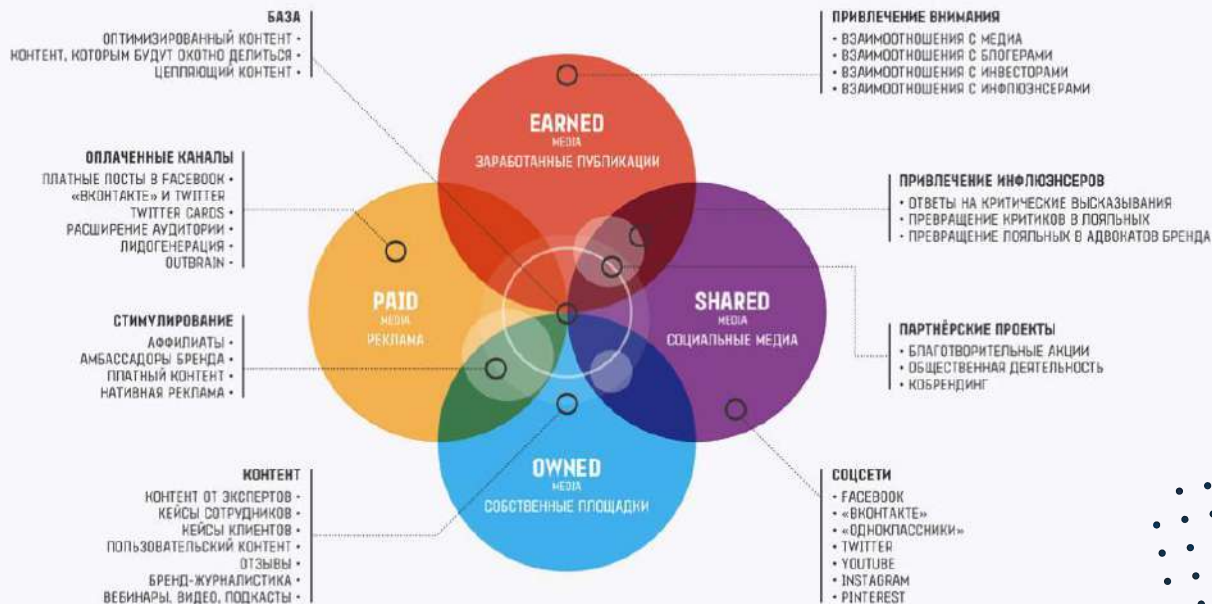 БАЗА
ОПТИМИЗИРОВАННЫЙ КОНТЕНТ •
КОНТЕНТ, КОТОРЫМ БУДУТ ОХОТНО ДЕЛИТЬСЯ •
ЦЕПЛЯЮЩИЙ КОНТЕНТ •
ПРИВЛЕЧЕНИЕ ВНИМАНИЯ
• ВЗАИМООТНОШЕНИЯ С МЕДИА
• ВЗАИМООТНОШЕНИЯ С БЛОГЕРАМИ
• ВЗАИМООТНОШЕНИЯ С ИНВЕСТОРАМИ
• ВЗАИМООТНОШЕНИЯ С ИНФЛЮЭНСЕРАМИ
EARNED
MEDIA
ЗАРАБОТАННЫЕ ПУБЛИКАЦИИ
ОПЛАЧЕННЫЕ КАНАЛЫ
ПЛАТНЫЕ ПОСТЫ В FACEBOOK •
«ВКОНТАКТЕ» И TWITTER
TWITTER CARDS •
РАСШИРЕНИЕ АУДИТОРИИ •
ЛИДОГЕНЕРАЦИЯ •
OUTBRAIN •
ПРИВЛЕЧЕНИЕ ИНФЛЮЭНСЕРОВ
• ОТВЕТЫ НА КРИТИЧЕСКИЕ ВЫСКАЗЫВАНИЯ
• ПРЕВРАЩЕНИЕ КРИТИКОВ В ЛОЯЛЬНЫХ
• ПРЕВРАЩЕНИЕ ЛОЯЛЬНЫХ В АДВОКАТОВ БРЕНДА
PAID
MEDIA
РЕКЛАМА
SHARED
MEDIA
СОЦИАЛЬНЫЕ МЕДИА
СТИМУЛИРОВАНИЕ
АФФИЛИАТЫ •
АМБАССАДОРЫ БРЕНДА •
ПЛАТНЫЙ КОНТЕНТ •
НАТИВНАЯ РЕКЛАМА •
ПАРТНЁРСКИЕ ПРОЕКТЫ
• БЛАГОТВОРИТЕЛЬНЫЕ АКЦИИ
• ОБЩЕСТВЕННАЯ ДЕЯТЕЛЬНОСТЬ
• КОБРЕНДИНГ
OWNED
MEDIA
СОБСТВЕННЫЕ ПЛОЩАДКИ
КОНТЕНТ
КОНТЕНТ ОТ ЭКСПЕРТОВ •
КЕЙСЫ СОТРУДНИКОВ •
КЕЙСЫ КЛИЕНТОВ •
ПОЛЬЗОВАТЕЛЬСКИЙ КОНТЕНТ •
ОТЗЫВЫ •
БРЕНД-ЖУРНАЛИСТИКА •
ВЕБИНАРЫ, ВИДЕО, ПОДКАСТЫ •
СОЦСЕТИ
• FACEBOOK
• «ВКОНТАКТЕ»
• «ОДНОКЛАССНИКИ»
• TWITTER
• YOUTUBE
• INSTAGRAM
• PINTEREST